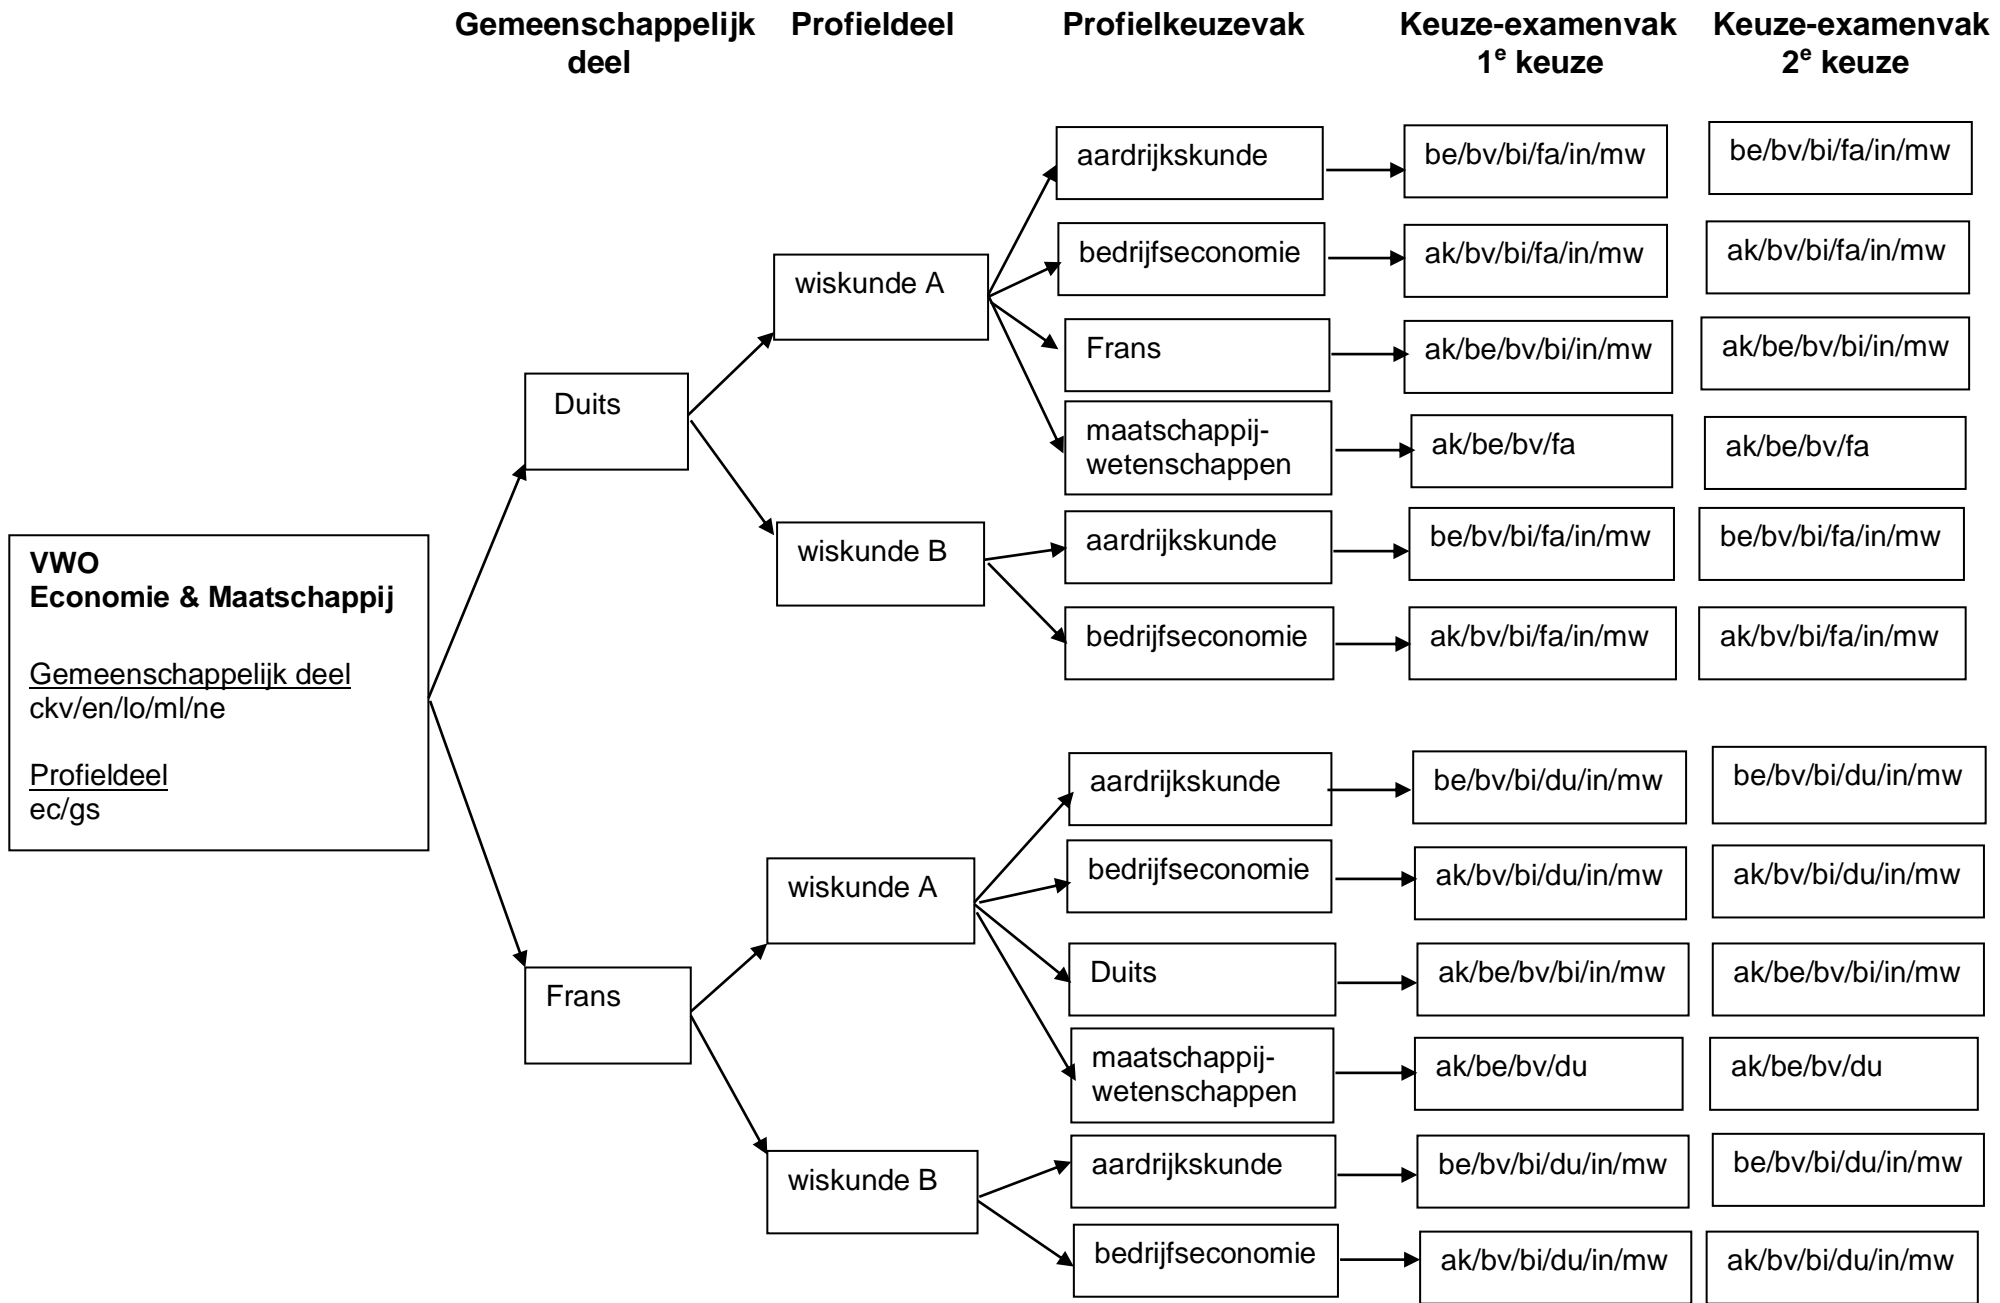 Gemeenschappelijk deel
Profieldeel
Profielkeuzevak
Keuze-examenvak 1e keuze
Keuze-examenvak 2e keuze
VWO
Economie & Maatschappij
Gemeenschappelijk deel
ckv/en/lo/ml/ne
Profieldeel
ec/gs
Duits
wiskunde A
aardrijkskunde
be/bv/bi/fa/in/mw
be/bv/bi/fa/in/mw
bedrijfseconomie
ak/bv/bi/fa/in/mw
ak/bv/bi/fa/in/mw
Frans
ak/be/bv/bi/in/mw
ak/be/bv/bi/in/mw
maatschappij-
wetenschappen
ak/be/bv/fa
ak/be/bv/fa
wiskunde B
aardrijkskunde
be/bv/bi/fa/in/mw
be/bv/bi/fa/in/mw
bedrijfseconomie
ak/bv/bi/fa/in/mw
ak/bv/bi/fa/in/mw
Frans
wiskunde A
aardrijkskunde
be/bv/bi/du/in/mw
be/bv/bi/du/in/mw
bedrijfseconomie
ak/bv/bi/du/in/mw
ak/bv/bi/du/in/mw
Duits
ak/be/bv/bi/in/mw
ak/be/bv/bi/in/mw
maatschappij-
wetenschappen
ak/be/bv/du
ak/be/bv/du
wiskunde B
aardrijkskunde
be/bv/bi/du/in/mw
be/bv/bi/du/in/mw
bedrijfseconomie
ak/bv/bi/du/in/mw
ak/bv/bi/du/in/mw